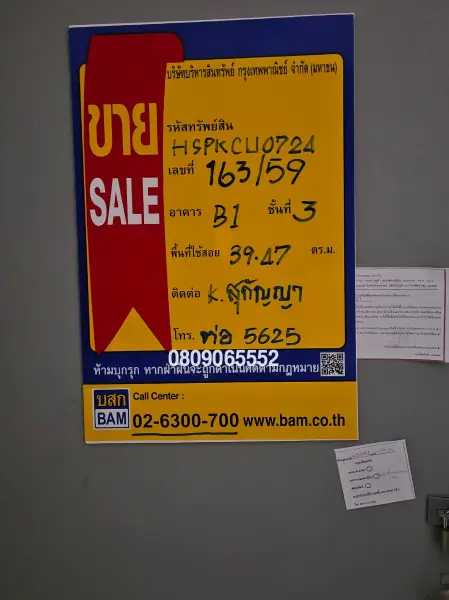 บริษัทบริหารสินทรัพย์ กรุงเทพพาณิชย์ จำกัด (มหาชน)
ขาย
SALE
รหัสทรัพย์สิน
HSPKCU0724
เลขที่ 163/59
อาคาร B1 ชั้นที่ 3
พื้นที่ใช้สอย 39.47 ตร.ม.
ติดต่อ K.สุกัญญา
โทร. ต่อ 5625
0809065552
ห้ามบุกรุก หากฝ่าฝืนจะถูกดำเนินคดีตามกฎหมาย
บสก
BAM
Call Center :
02-6300-700 www.bam.co.th